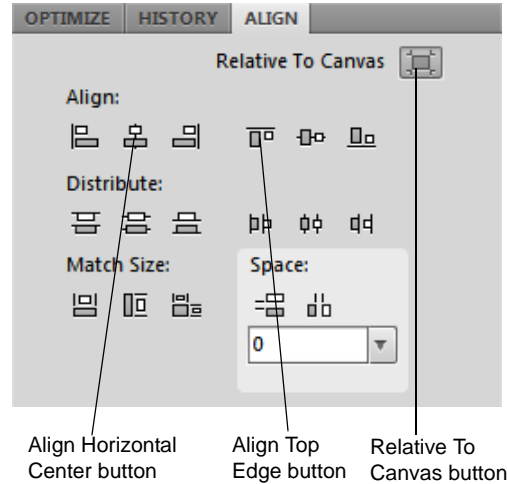 OPTIMIZE HISTORY ALIGN
Relative To Canvas
Align:
Distribute:
Match Size: Space:
0
Align Horizontal
Center button
Align Top
Edge button
Relative To
Canvas button